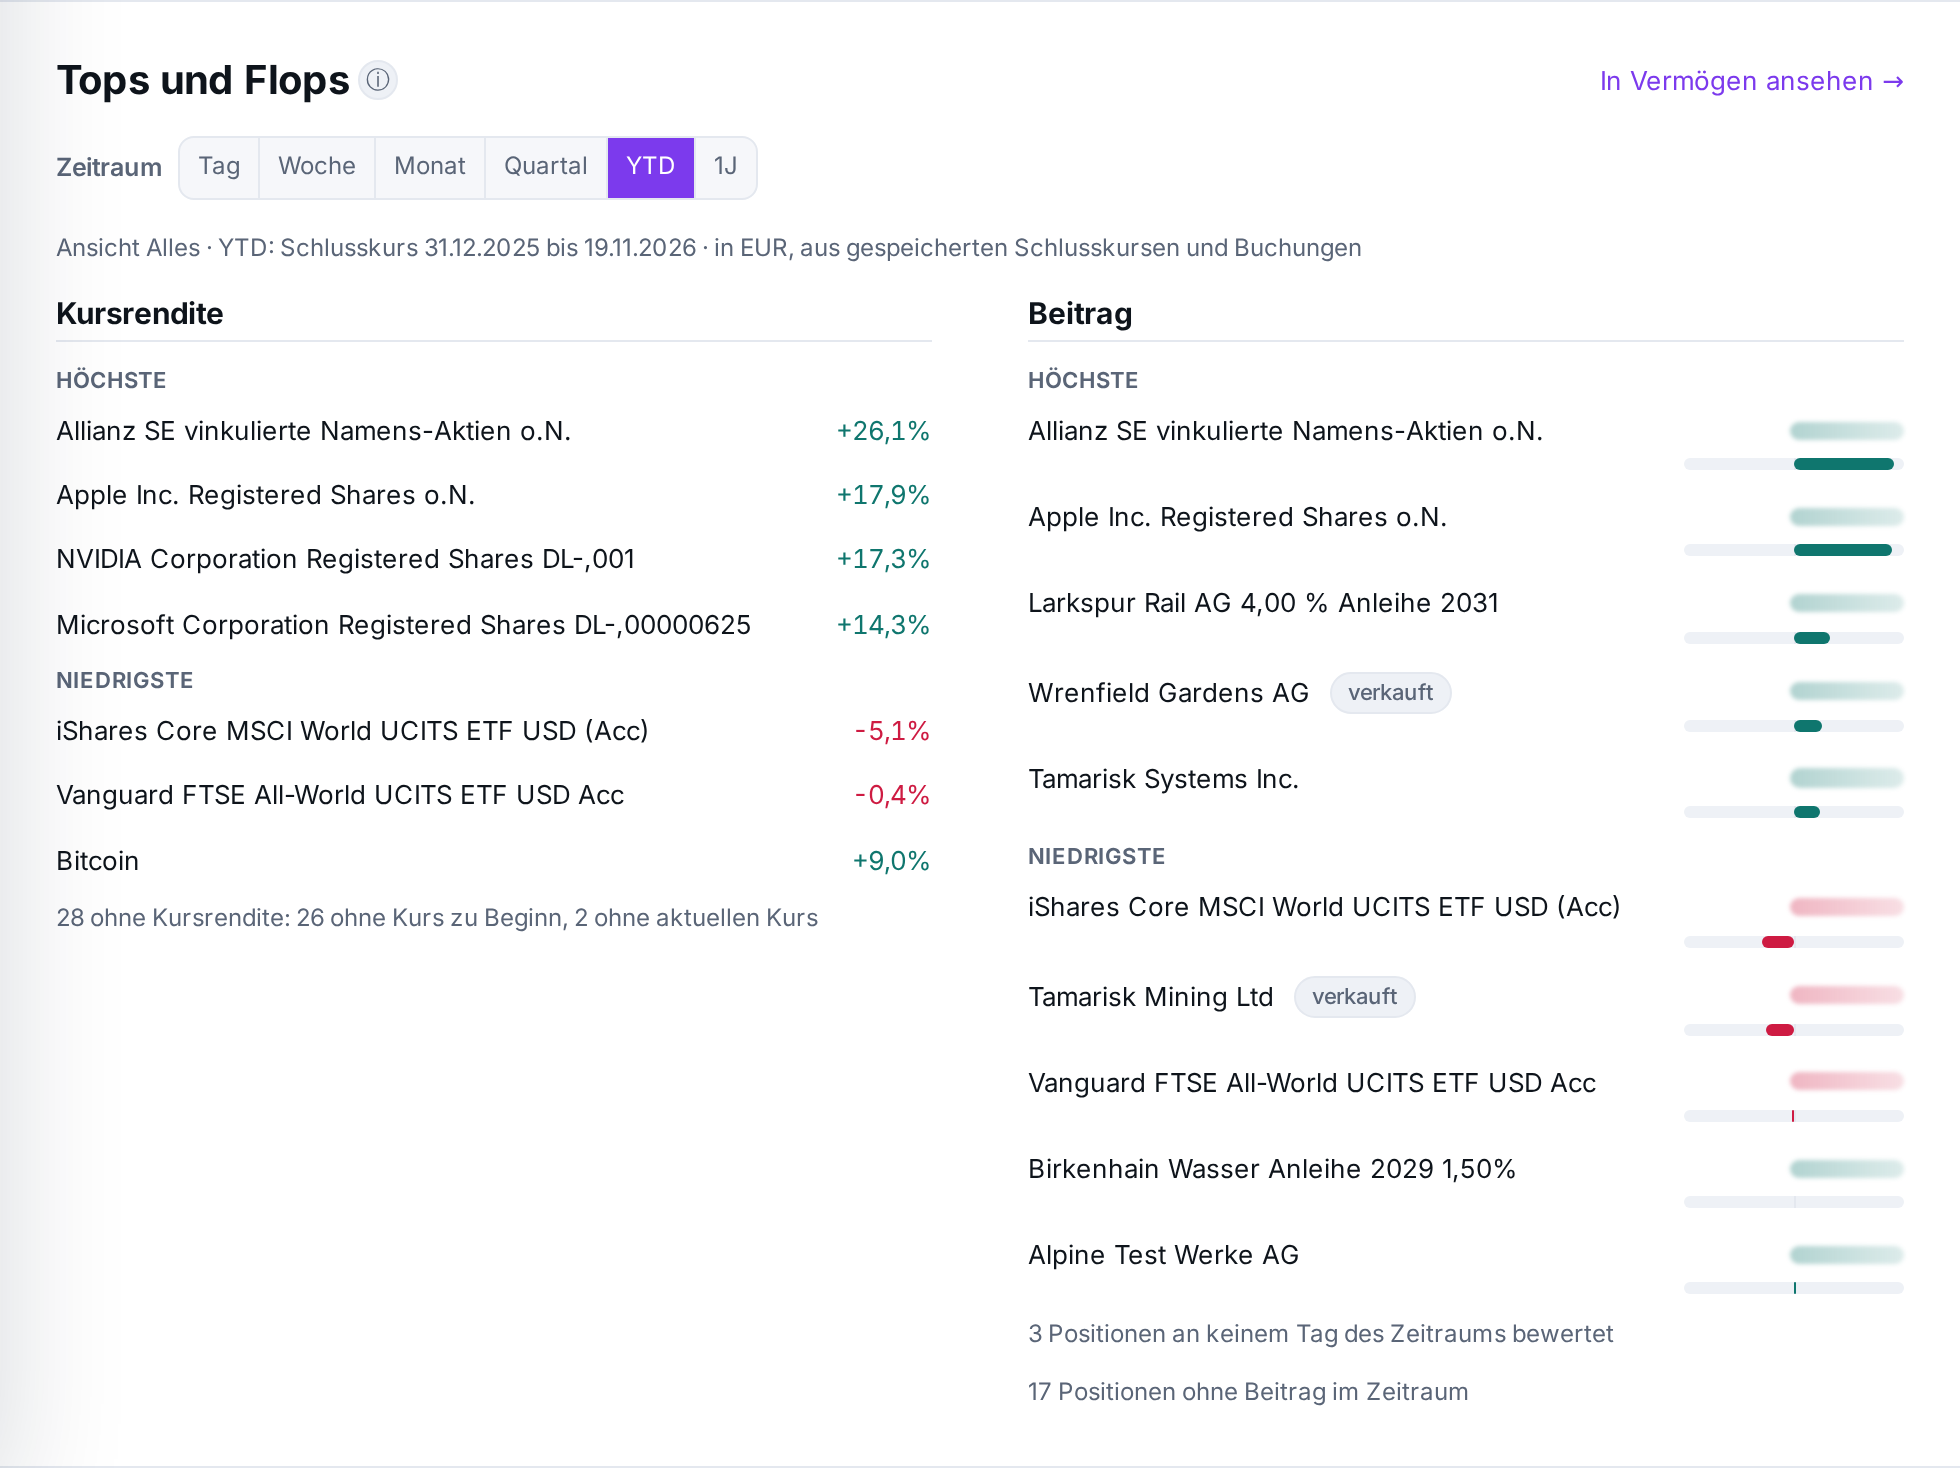 Tops und Flops ⓘ
In Vermögen ansehen →
Zeitraum Tag Woche Monat Quartal YTD 1J
Ansicht Alles · YTD: Schlusskurs 31.12.2025 bis 19.11.2026 · in EUR, aus gespeicherten Schlusskursen und Buchungen
Kursrendite
HÖCHSTE
Allianz SE vinkulierte Namens-Aktien o.N. +26,1%
Apple Inc. Registered Shares o.N. +17,9%
NVIDIA Corporation Registered Shares DL-,001 +17,3%
Microsoft Corporation Registered Shares DL-,00000625 +14,3%
NIEDRIGSTE
iShares Core MSCI World UCITS ETF USD (Acc) -5,1%
Vanguard FTSE All-World UCITS ETF USD Acc -0,4%
Bitcoin +9,0%
28 ohne Kursrendite: 26 ohne Kurs zu Beginn, 2 ohne aktuellen Kurs
Beitrag
HÖCHSTE
Allianz SE vinkulierte Namens-Aktien o.N.
Apple Inc. Registered Shares o.N.
Larkspur Rail AG 4,00 % Anleihe 2031
Wrenfield Gardens AG verkauft
Tamarisk Systems Inc.
NIEDRIGSTE
iShares Core MSCI World UCITS ETF USD (Acc)
Tamarisk Mining Ltd verkauft
Vanguard FTSE All-World UCITS ETF USD Acc
Birkenhain Wasser Anleihe 2029 1,50%
Alpine Test Werke AG
3 Positionen an keinem Tag des Zeitraums bewertet
17 Positionen ohne Beitrag im Zeitraum